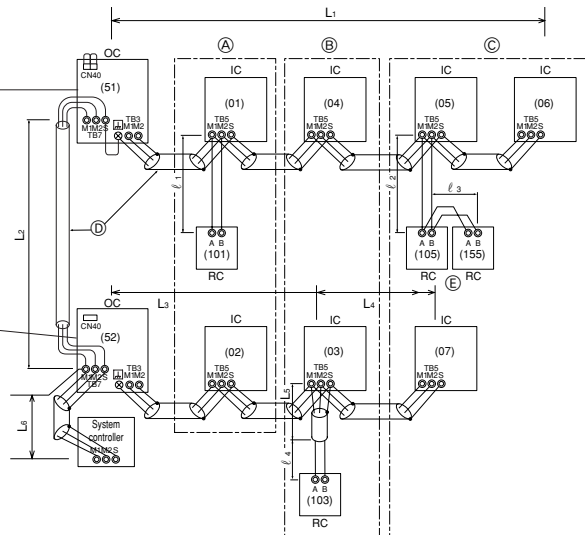 L1
A
B
C
OC
IC
IC
IC
IC
CN40
(51)
(01)
(04)
(05)
(06)
M1M2S
TB7
TB3
M1M2
TB5
M1M2S
TB5
M1M2S
TB5
M1M2S
TB5
M1M2S
L2
D
ℓ1
ℓ2
ℓ3
A B
(101)
RC
A B
(105)
RC
A B
(155)
RC
E
OC
L3
L4
IC
IC
IC
CN40
(52)
(02)
(03)
(07)
M1M2S
TB7
TB3
M1M2
TB5
M1M2S
TB5
M1M2S
TB5
M1M2S
L5
L6
System
controller
M1M2S
ℓ4
A B
(103)
RC